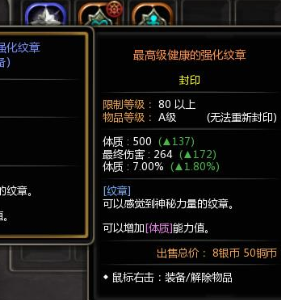 强化纹章
备）
的纹章。
值。
最高级健康的强化纹章
封印
限制等级： 80 以上
物品等级： A级 (无法重新封印)
体质 : 500 (▲137)
最终伤害 : 264 (▲172)
体质 : 7.00% (▲1.80%)
[纹章]
可以感觉到神秘力量的纹章。
可以增加[体质]能力值。
出售总价： 8银币 50铜币
• 鼠标右击：装备/解除物品